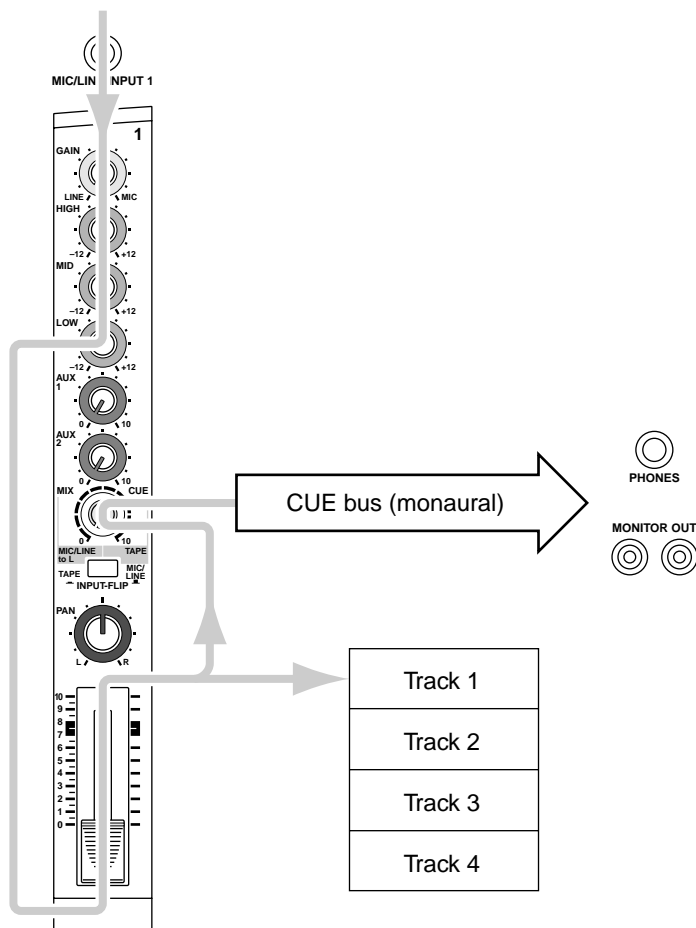 MIC/LINE INPUT 1
1
GAIN
LINE MIC
HIGH
–12 +12
MID
–12 +12
LOW
–12 +12
AUX 1
0 10
AUX 2
0 10
MIX CUE
0 10
MIC/LINE to L TAPE
TAPE MIC/LINE
INPUT-FLIP
PAN
L R
10
9
8
7
6
5
4
3
2
1
0
CUE bus (monaural)
PHONES
MONITOR OUT
Track 1
Track 2
Track 3
Track 4